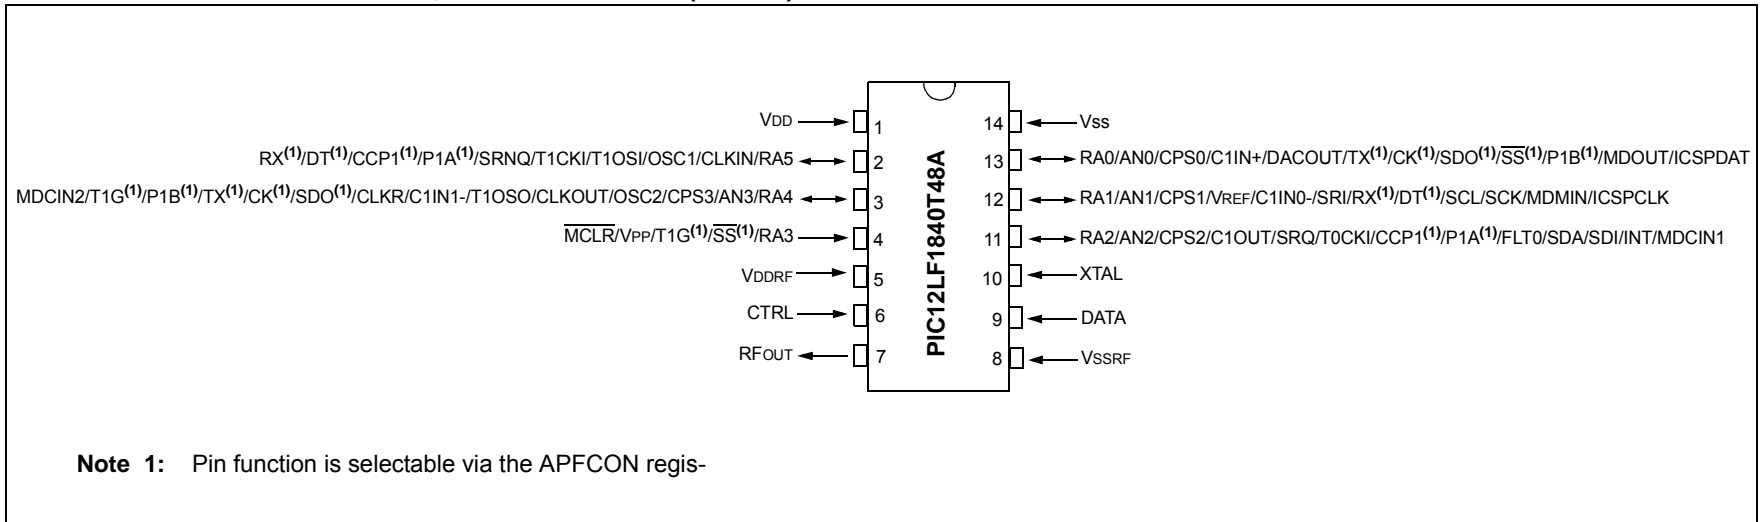 VDD 1
RX(1)/DT(1)/CCP1(1)/P1A(1)/SRNQ/T1CKI/T1OSI/OSC1/CLKIN/RA5 2
MDCIN2/T1G(1)/P1B(1)/TX(1)/CK(1)/SDO(1)/CLKR/C1IN1-/T1OSO/CLKOUT/OSC2/CPS3/AN3/RA4 3
MCLR/VPP/T1G(1)/SS(1)/RA3 4
VDDRF 5
CTRL 6
RFOUT 7
PIC12LF1840T48A
14 Vss
13 RA0/AN0/CPS0/C1IN+/DACOUT/TX(1)/CK(1)/SDO(1)/SS(1)/P1B(1)/MDOUT/ICSPDAT
12 RA1/AN1/CPS1/VREF/C1IN0-/SRI/RX(1)/DT(1)/SCL/SCK/MDMIN/ICSPCLK
11 RA2/AN2/CPS2/C1OUT/SRQ/T0CKI/CCP1(1)/P1A(1)/FLT0/SDA/SDI/INT/MDCIN1
10 XTAL
9 DATA
8 VSSRF
Note 1: Pin function is selectable via the APFCON regis-